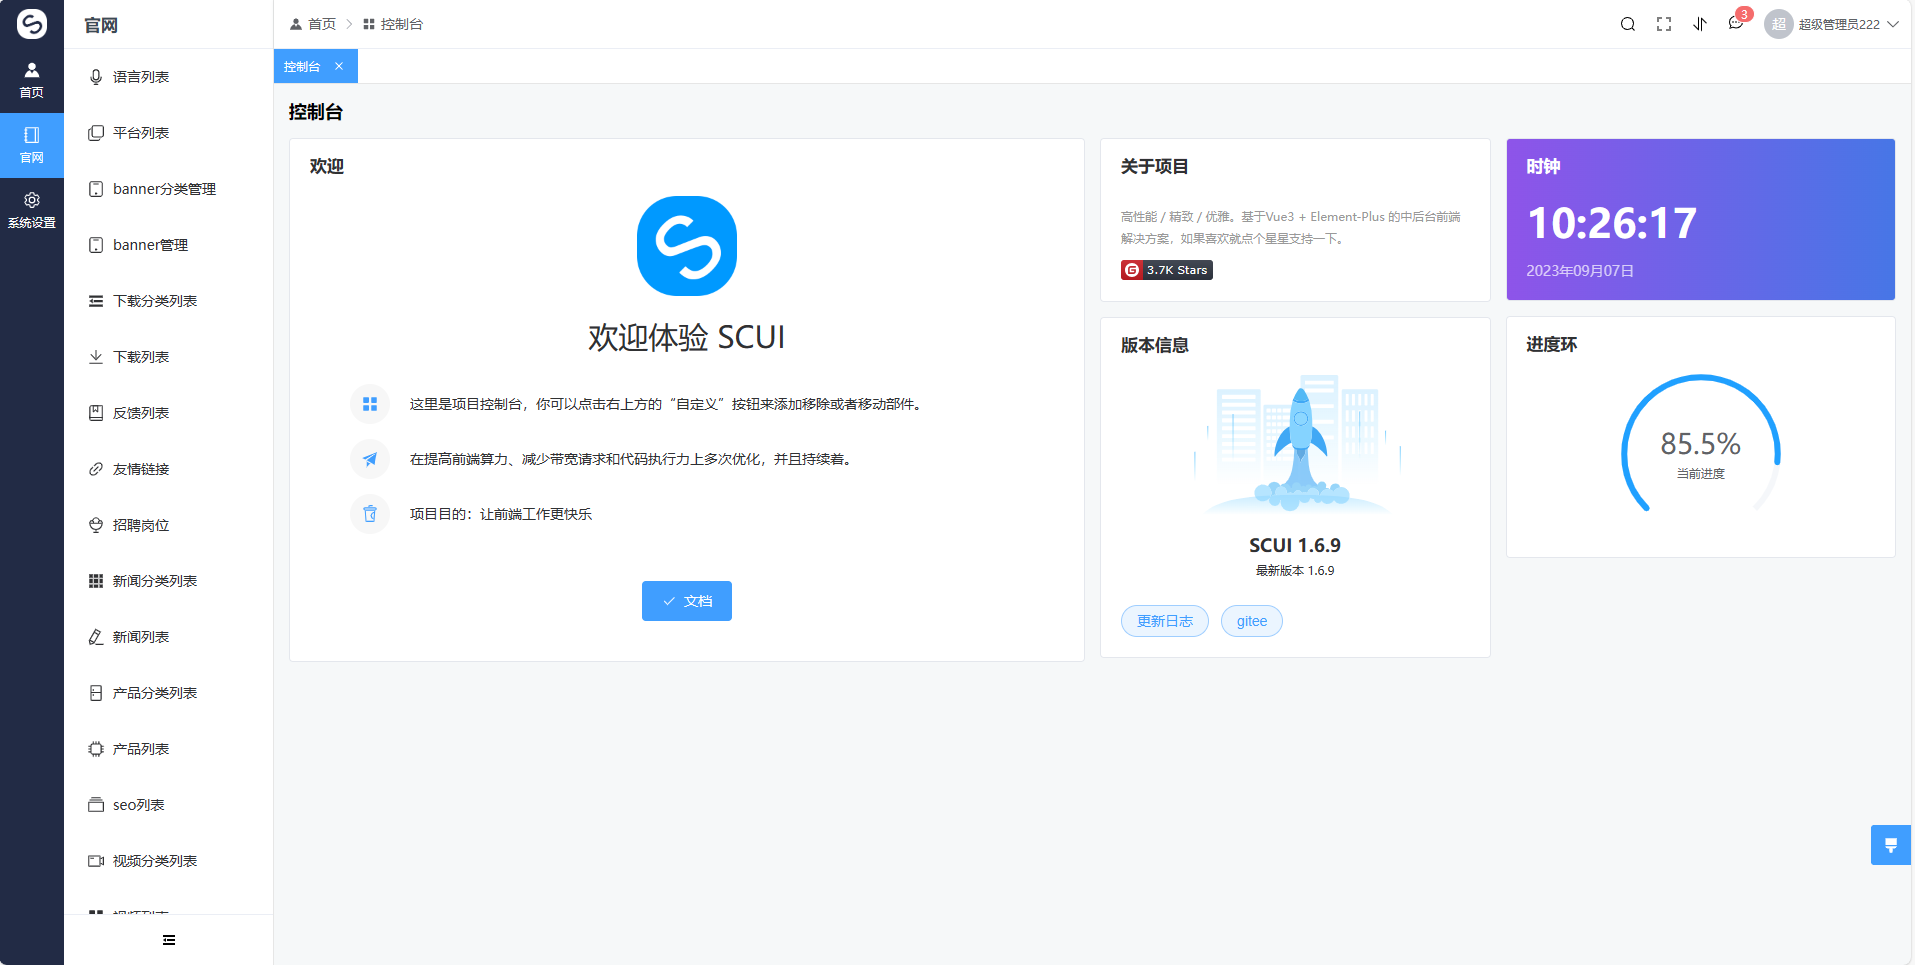 首页
官网
系统设置
官网
语言列表
平台列表
banner分类管理
banner管理
下载分类列表
下载列表
反馈列表
友情链接
招聘岗位
新闻分类列表
新闻列表
产品分类列表
产品列表
seo列表
视频分类列表
视频列表
首页 控制台
3
超 超级管理员222
控制台
控制台
欢迎
欢迎体验 SCUI
这里是项目控制台，你可以点击右上方的“自定义”按钮来添加移除或者移动部件。
在提高前端算力、减少带宽请求和代码执行力上多次优化，并且持续着。
项目目的：让前端工作更快乐
文档
关于项目
高性能 / 精致 / 优雅。基于Vue3 + Element-Plus 的中后台前端
解决方案，如果喜欢就点个星星支持一下。
G 3.7K Stars
版本信息
SCUI 1.6.9
最新版本 1.6.9
更新日志 gitee
时钟
10:26:17
2023年09月07日
进度环
85.5%
当前进度